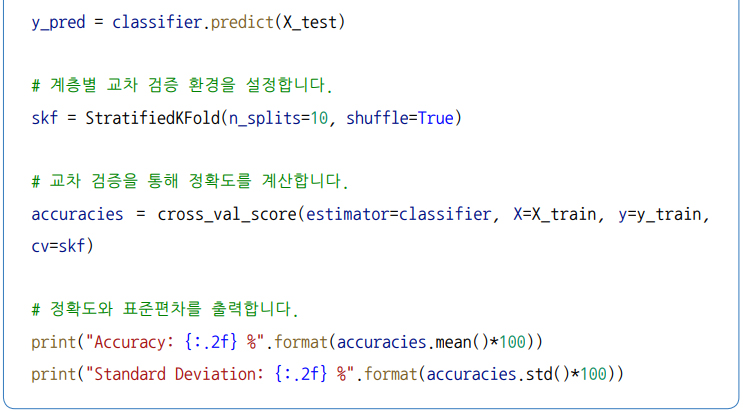 y_pred = classifier.predict(X_test)
# 계층별 교차 검증 환경을 설정합니다.
skf = StratifiedKFold(n_splits=10, shuffle=True)
# 교차 검증을 통해 정확도를 계산합니다.
accuracies = cross_val_score(estimator=classifier, X=X_train, y=y_train,
cv=skf)
# 정확도와 표준편차를 출력합니다.
print("Accuracy: {:.2f} %".format(accuracies.mean()*100))
print("Standard Deviation: {:.2f} %".format(accuracies.std()*100))